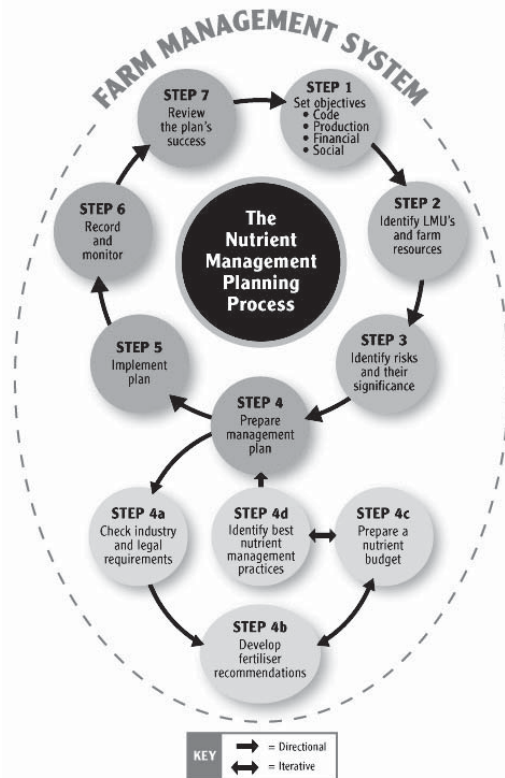 FARM MANAGEMENT SYSTEM
STEP 1
Set objectives
• Code
• Production
• Financial
• Social
STEP 2
Identify LMU's
and farm
resources
STEP 3
Identify risks
and their
significance
STEP 4
Prepare
management
plan
STEP 5
Implement
plan
STEP 6
Record
and
monitor
STEP 7
Review
the plan's
success
The
Nutrient
Management
Planning
Process
STEP 4a
Check industry
and legal
requirements
STEP 4b
Develop
fertiliser
recommendations
STEP 4c
Prepare a
nutrient
budget
STEP 4d
Identify best
nutrient
management
practices
KEY
= Directional
= Iterative